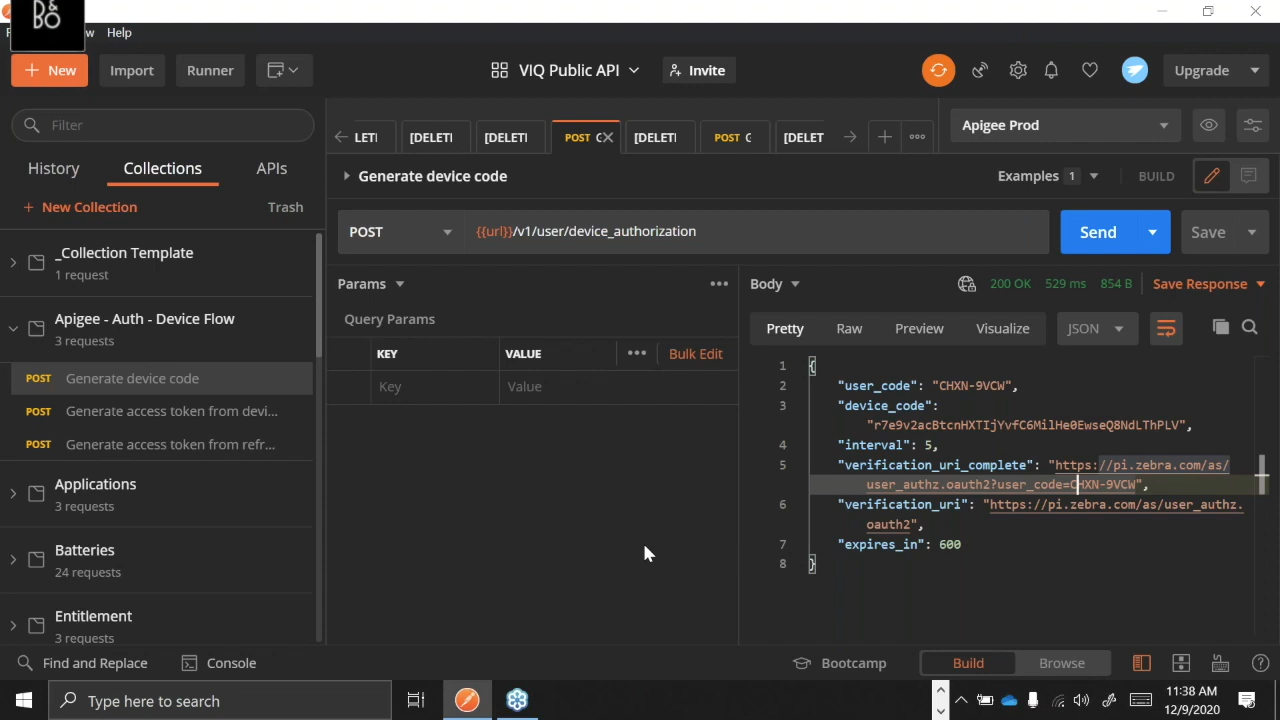 B&
BO
F
w
Help
New
Import
Runner
VIQ Public API
Invite
Upgrade
Filter
LETI
[DELETI
[DELETI
POST
[DELETI
POST G
[DELET
Apigee Prod
History
Collections
APIs
Generate device code
Examples 1
BUILD
+ New Collection
Trash
POST
{{url}}/v1/user/device_authorization
Send
Save
_Collection Template
1 request
Params
Body
200 OK
529 ms
854 B
Save Response
Apigee - Auth - Device Flow
3 requests
Query Params
Pretty
Raw
Preview
Visualize
JSON
KEY
VALUE
Bulk Edit
Key
Value
POST Generate device code
POST Generate access token from devi...
POST Generate access token from refr...
1 {
2 "user_code": "CHXN-9VCW",
3 "device_code":
"r7e9v2acBtcnHXTIjYvfC6MilHe0EwseQ8NdLThPLV",
4 "interval": 5,
5 "verification_uri_complete": "https://pi.zebra.com/as/
user_authz.oauth2?user_code=CHXN-9VCW",
6 "verification_uri": "https://pi.zebra.com/as/user_authz.
oauth2",
7 "expires_in": 600
8 }
Applications
3 requests
Batteries
24 requests
Entitlement
3 requests
Find and Replace
Console
Bootcamp
Build
Browse
Type here to search
11:38 AM
12/9/2020